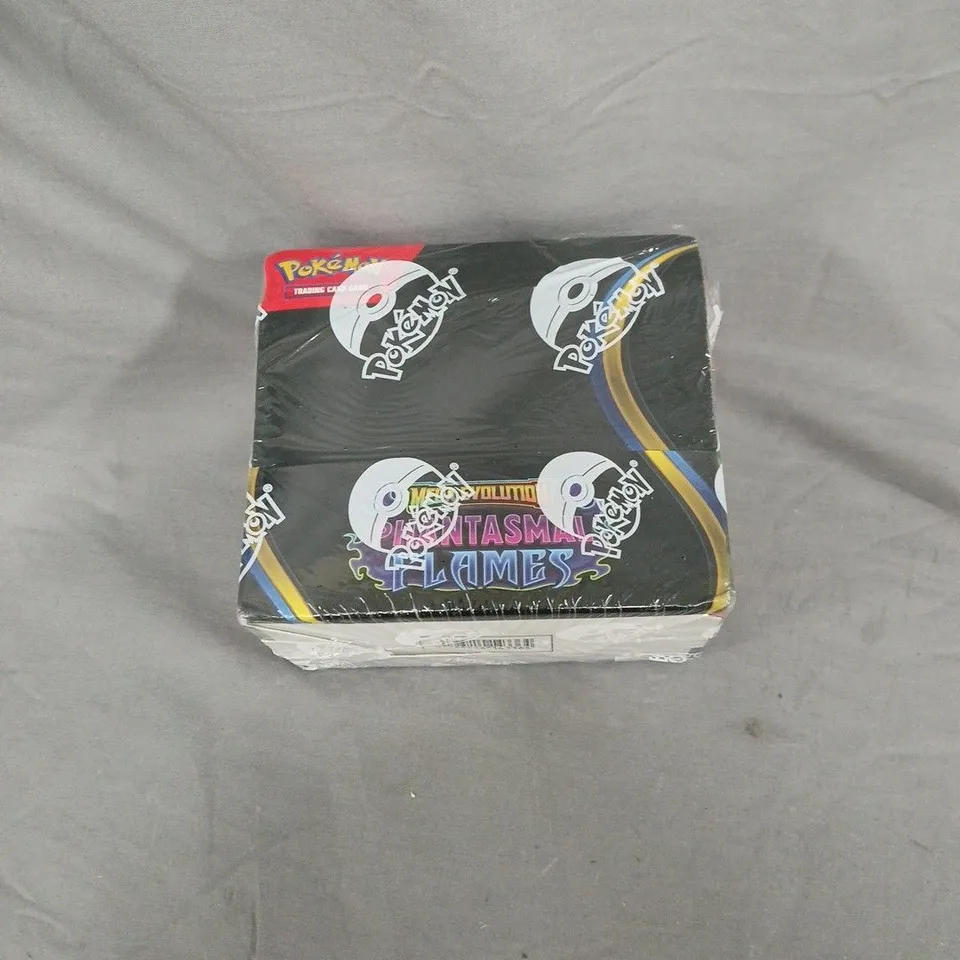 POKéMON
TRADING CARD GAME
POKéMON
POKéMON
MEGA EVOLUTION
PHANTASMAL
FLAMES
POKéMON
POKéMON